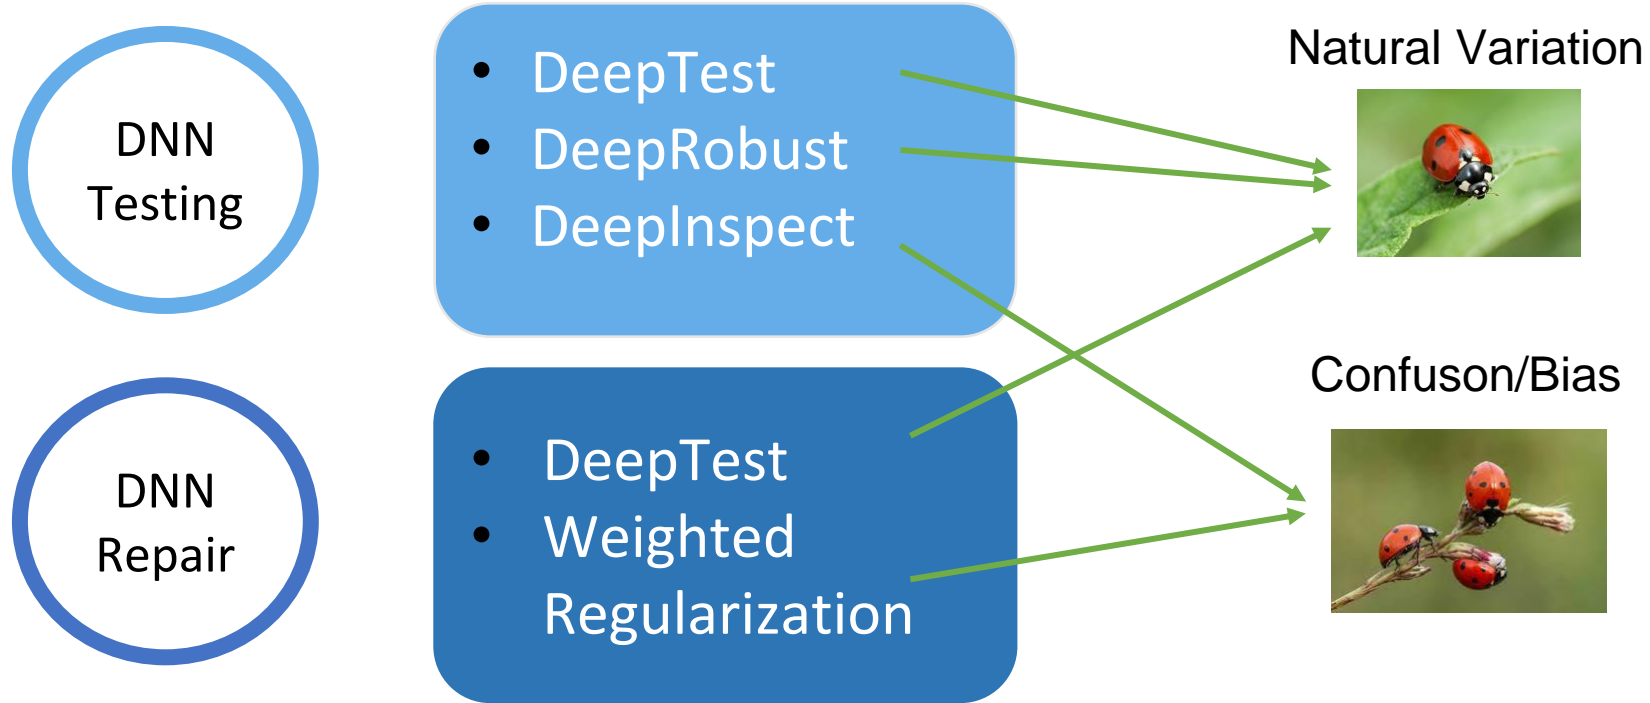 DNN
Testing
• DeepTest
• DeepRobust
• DeepInspect
Natural Variation
DNN
Repair
• DeepTest
• Weighted
Regularization
Confuson/Bias